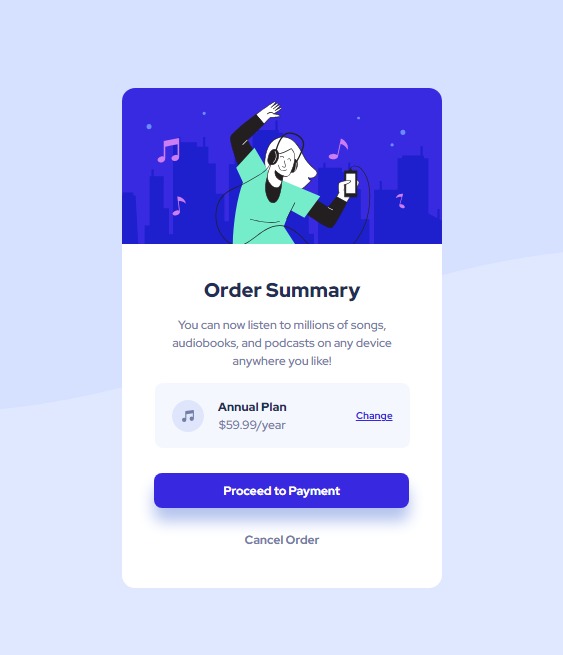 Order Summary
You can now listen to millions of songs,
audiobooks, and podcasts on any device
anywhere you like!
Annual Plan
$59.99/year
Change
Proceed to Payment
Cancel Order